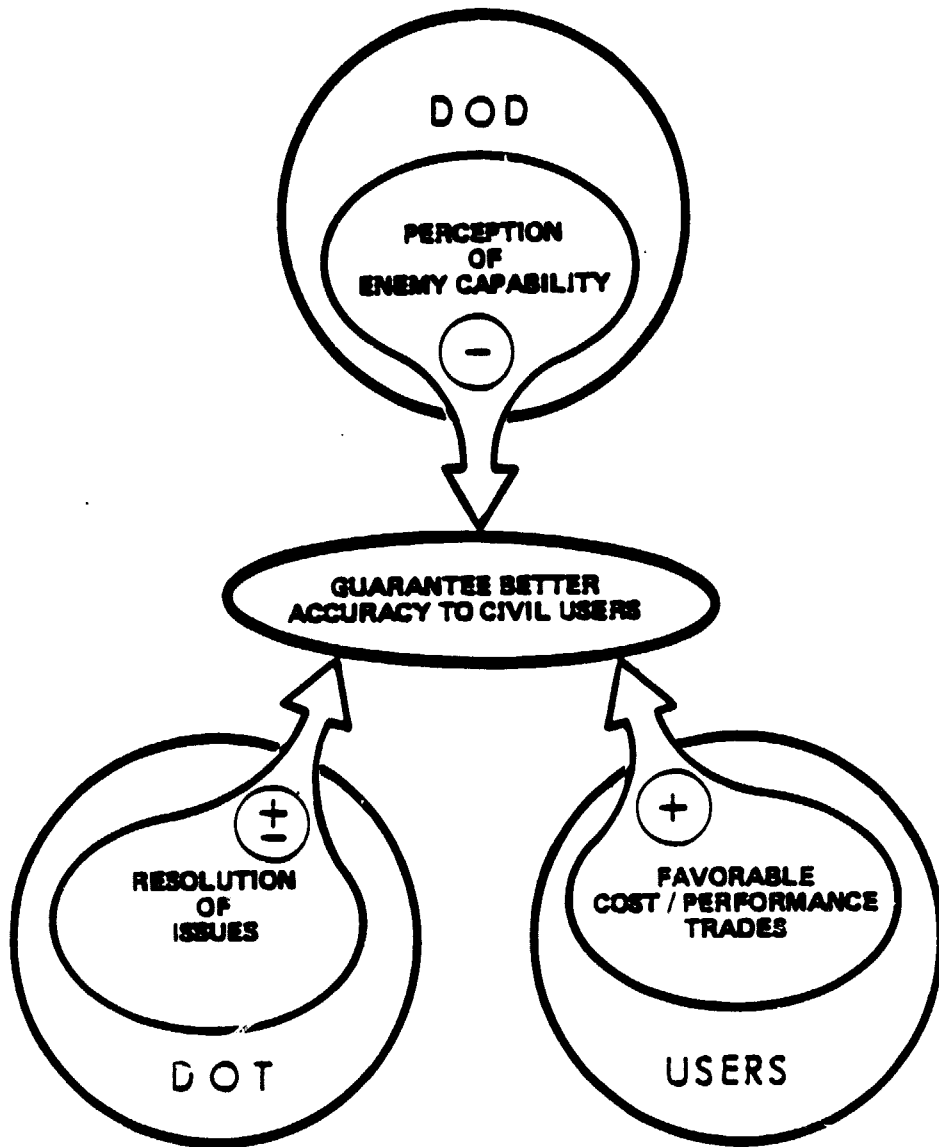 DOD
PERCEPTION
OF
ENEMY CAPABILITY
-
GUARANTEE BETTER
ACCURACY TO CIVIL USERS
±
RESOLUTION
OF
ISSUES
DOT
+
FAVORABLE
COST / PERFORMANCE
TRADES
USERS